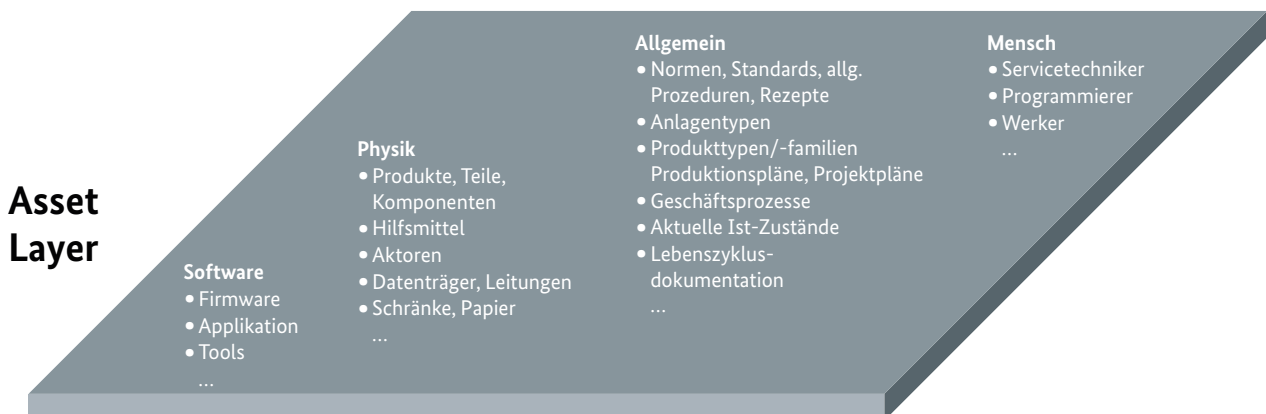 Asset
Layer
Software
• Firmware
• Applikation
• Tools
...
Physik
• Produkte, Teile,
Komponenten
• Hilfsmittel
• Aktoren
• Datenträger, Leitungen
• Schränke, Papier
...
Allgemein
• Normen, Standards, allg.
Prozeduren, Rezepte
• Anlagentypen
• Produkttypen/-familien
Produktionspläne, Projektpläne
• Geschäftsprozesse
• Aktuelle Ist-Zustände
• Lebenszyklus-
dokumentation
...
Mensch
• Servicetechniker
• Programmierer
• Werker
...